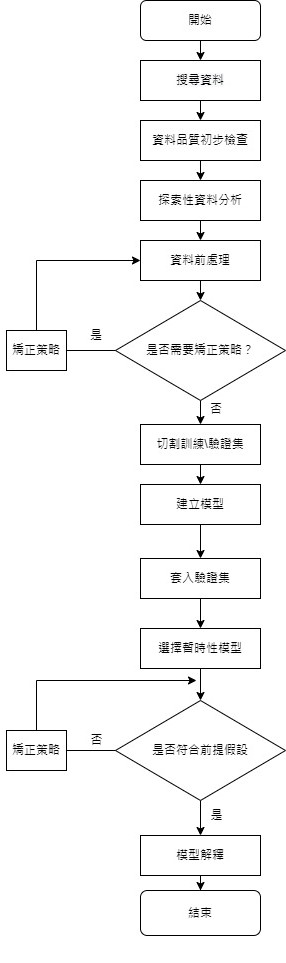 開始
搜尋資料
資料品質初步檢查
探索性資料分析
資料前處理
是
矯正策略
是否需要矯正策略？
否
切割訓練\驗證集
建立模型
套入驗證集
選擇暫時性模型
否
矯正策略
是否符合前提假設
是
模型解釋
結束